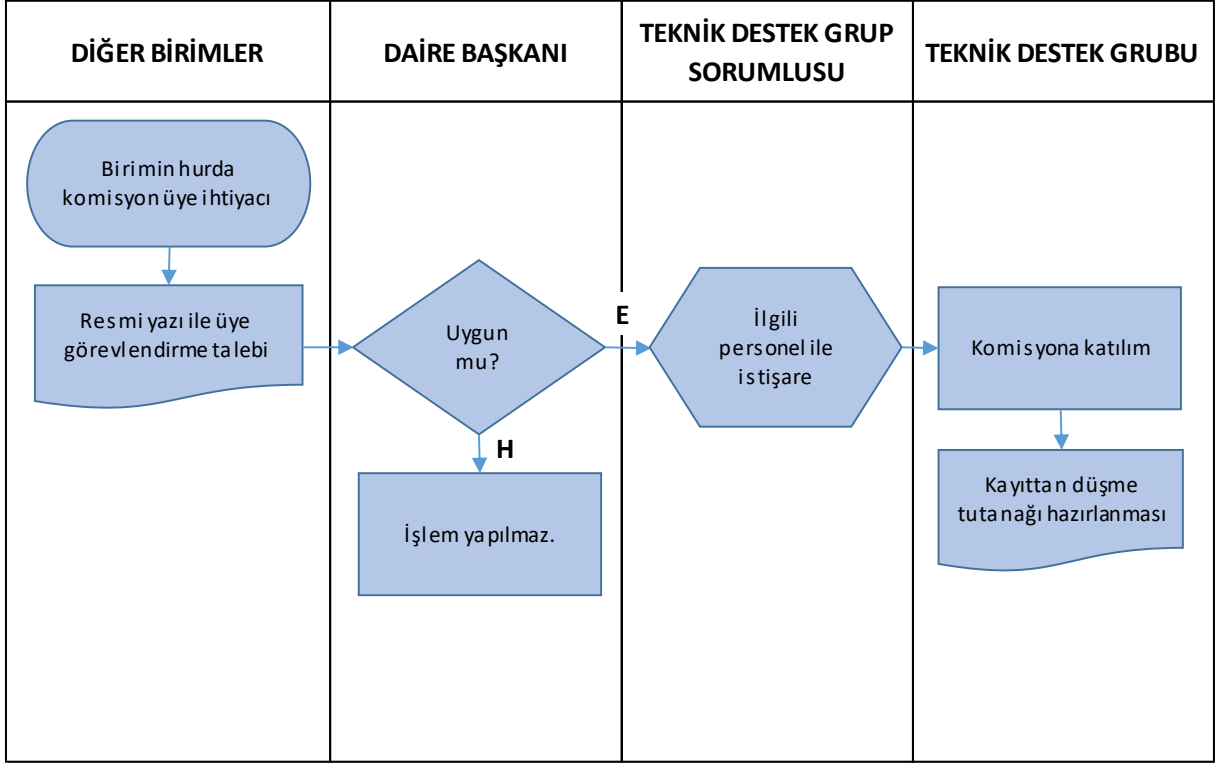 DİĞER BİRİMLER
DAİRE BAŞKANI
TEKNİK DESTEK GRUP
SORUMLUSU
TEKNİK DESTEK GRUBU
Birimin hurda
komisyon üye ihtiyacı
Resmi yazı ile üye
görevlendirme talebi
Uygun
mu?
E
H
İşlem yapılmaz.
İlgili
personel ile
istişare
Komisyona katılım
Kayıttan düşme
tutanağı hazırlanması